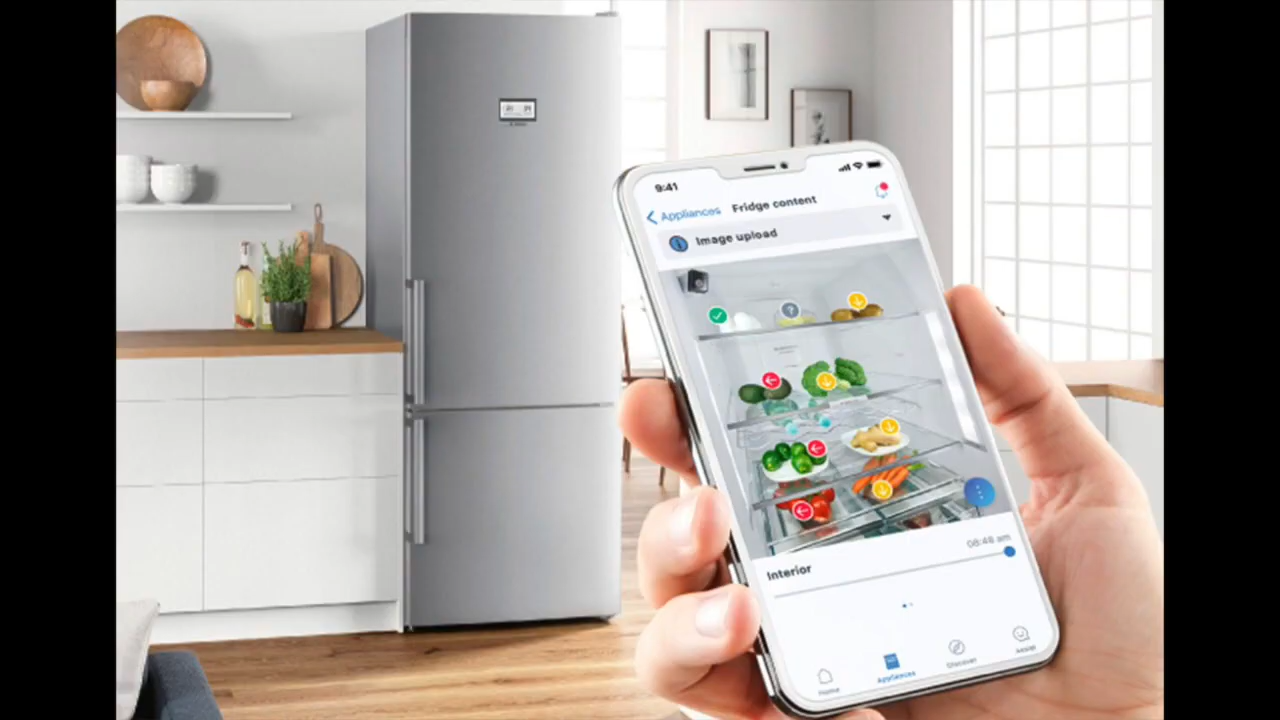 9:41
Appliances
Fridge content
Image upload
?
08:48 am
Interior
Home
Appliances
Discover
Assist